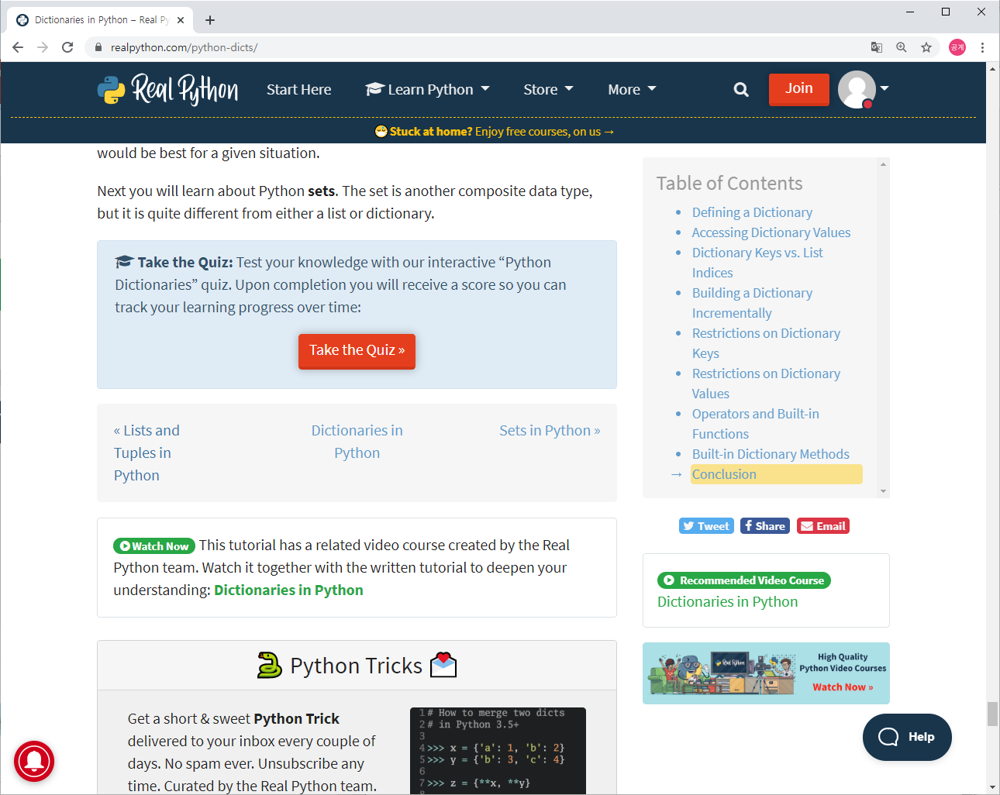 Dictionaries in Python – Real Py
realpython.com/python-dicts/
공계
Real Python
Start Here
Learn Python
Store
More
Join
Stuck at home? Enjoy free courses, on us →
would be best for a given situation.
Next you will learn about Python sets. The set is another composite data type,
but it is quite different from either a list or dictionary.
Take the Quiz: Test your knowledge with our interactive “Python
Dictionaries” quiz. Upon completion you will receive a score so you can
track your learning progress over time:
Take the Quiz »
« Lists and
Tuples in
Python
Dictionaries in
Python
Sets in Python »
Watch Now This tutorial has a related video course created by the Real
Python team. Watch it together with the written tutorial to deepen your
understanding: Dictionaries in Python
Python Tricks
Get a short & sweet Python Trick
delivered to your inbox every couple of
days. No spam ever. Unsubscribe any
time. Curated by the Real Python team.
1 # How to merge two dicts
2 # in Python 3.5+
3
4 >>> x = {'a': 1, 'b': 2}
5 >>> y = {'b': 3, 'c': 4}
6
7 >>> z = {**x, **y}
8
Table of Contents
• Defining a Dictionary
• Accessing Dictionary Values
• Dictionary Keys vs. List
Indices
• Building a Dictionary
Incrementally
• Restrictions on Dictionary
Keys
• Restrictions on Dictionary
Values
• Operators and Built-in
Functions
• Built-in Dictionary Methods
→ Conclusion
Tweet
Share
Email
Recommended Video Course
Dictionaries in Python
Real Python
High Quality
Python Video Courses
Watch Now »
Help